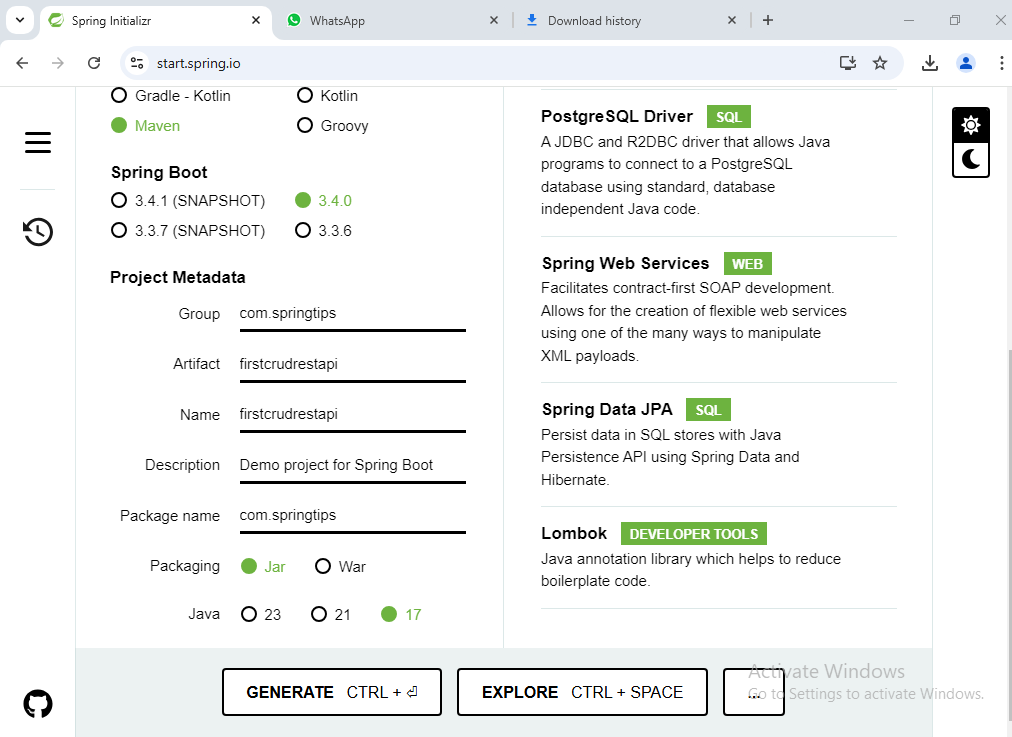 Spring Initializr
WhatsApp
Download history
start.spring.io
Gradle - Kotlin
Kotlin
Maven
Groovy
Spring Boot
3.4.1 (SNAPSHOT)
3.4.0
3.3.7 (SNAPSHOT)
3.3.6
Project Metadata
Group
com.springtips
Artifact
firstcrudrestapi
Name
firstcrudrestapi
Description
Demo project for Spring Boot
Package name
com.springtips
Packaging
Jar
War
Java
23
21
17
PostgreSQL Driver
SQL
A JDBC and R2DBC driver that allows Java
programs to connect to a PostgreSQL
database using standard, database
independent Java code.
Spring Web Services
WEB
Facilitates contract-first SOAP development.
Allows for the creation of flexible web services
using one of the many ways to manipulate
XML payloads.
Spring Data JPA
SQL
Persist data in SQL stores with Java
Persistence API using Spring Data and
Hibernate.
Lombok
DEVELOPER TOOLS
Java annotation library which helps to reduce
boilerplate code.
GENERATE CTRL + ⏎
EXPLORE CTRL + SPACE
...
Activate Windows
Go to Settings to activate Windows.